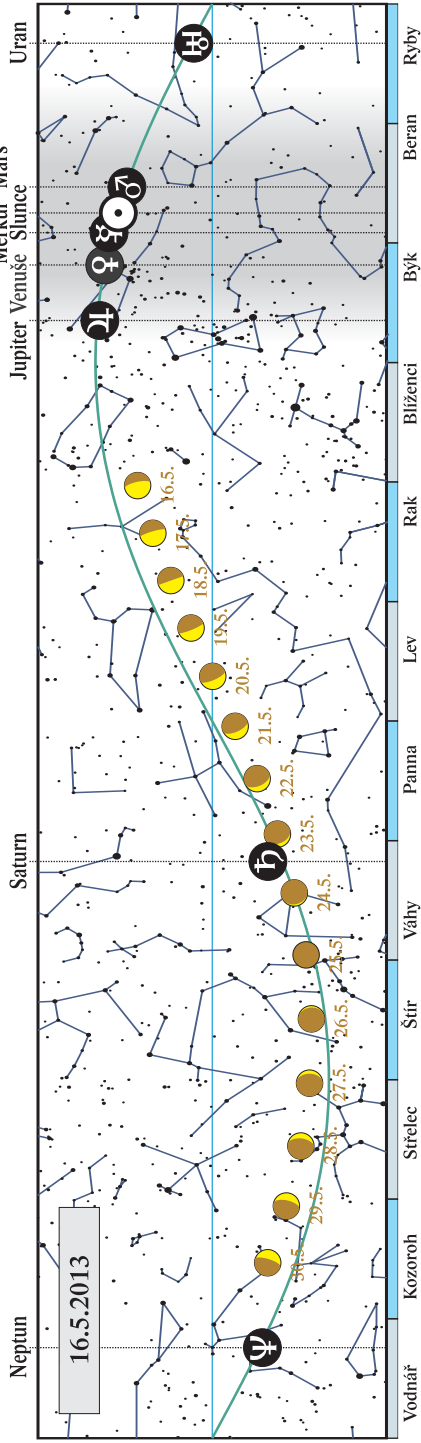 Neptun
Saturn
Jupiter
Venuše
Merkur
Slunce
Mars
Uran
16.5.2013
16.5.
17.5.
18.5.
19.5.
20.5.
21.5.
22.5.
23.5.
24.5.
25.5.
26.5.
27.5.
28.5.
29.5.
30.5.
Vodnář
Kozoroh
Střelec
Štír
Váhy
Panna
Lev
Rak
Blíženci
Býk
Beran
Ryby